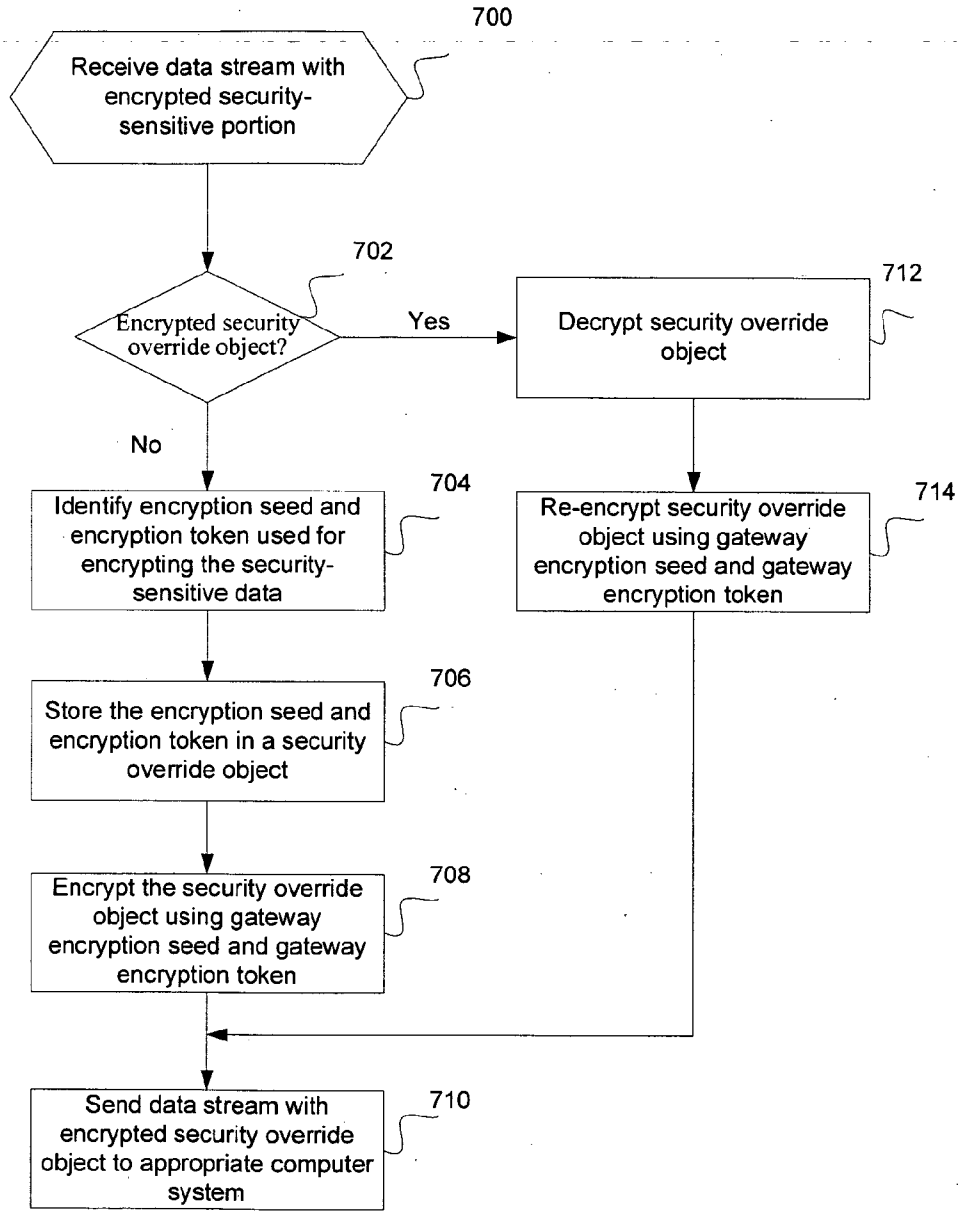 700
Receive data stream with
encrypted security-
sensitive portion
702
Encrypted security
override object?
Yes
712
Decrypt security override
object
No
704
Identify encryption seed and
encryption token used for
encrypting the security-
sensitive data
714
Re-encrypt security override
object using gateway
encryption seed and gateway
encryption token
706
Store the encryption seed and
encryption token in a security
override object
708
Encrypt the security override
object using gateway
encryption seed and gateway
encryption token
710
Send data stream with
encrypted security override
object to appropriate computer
system